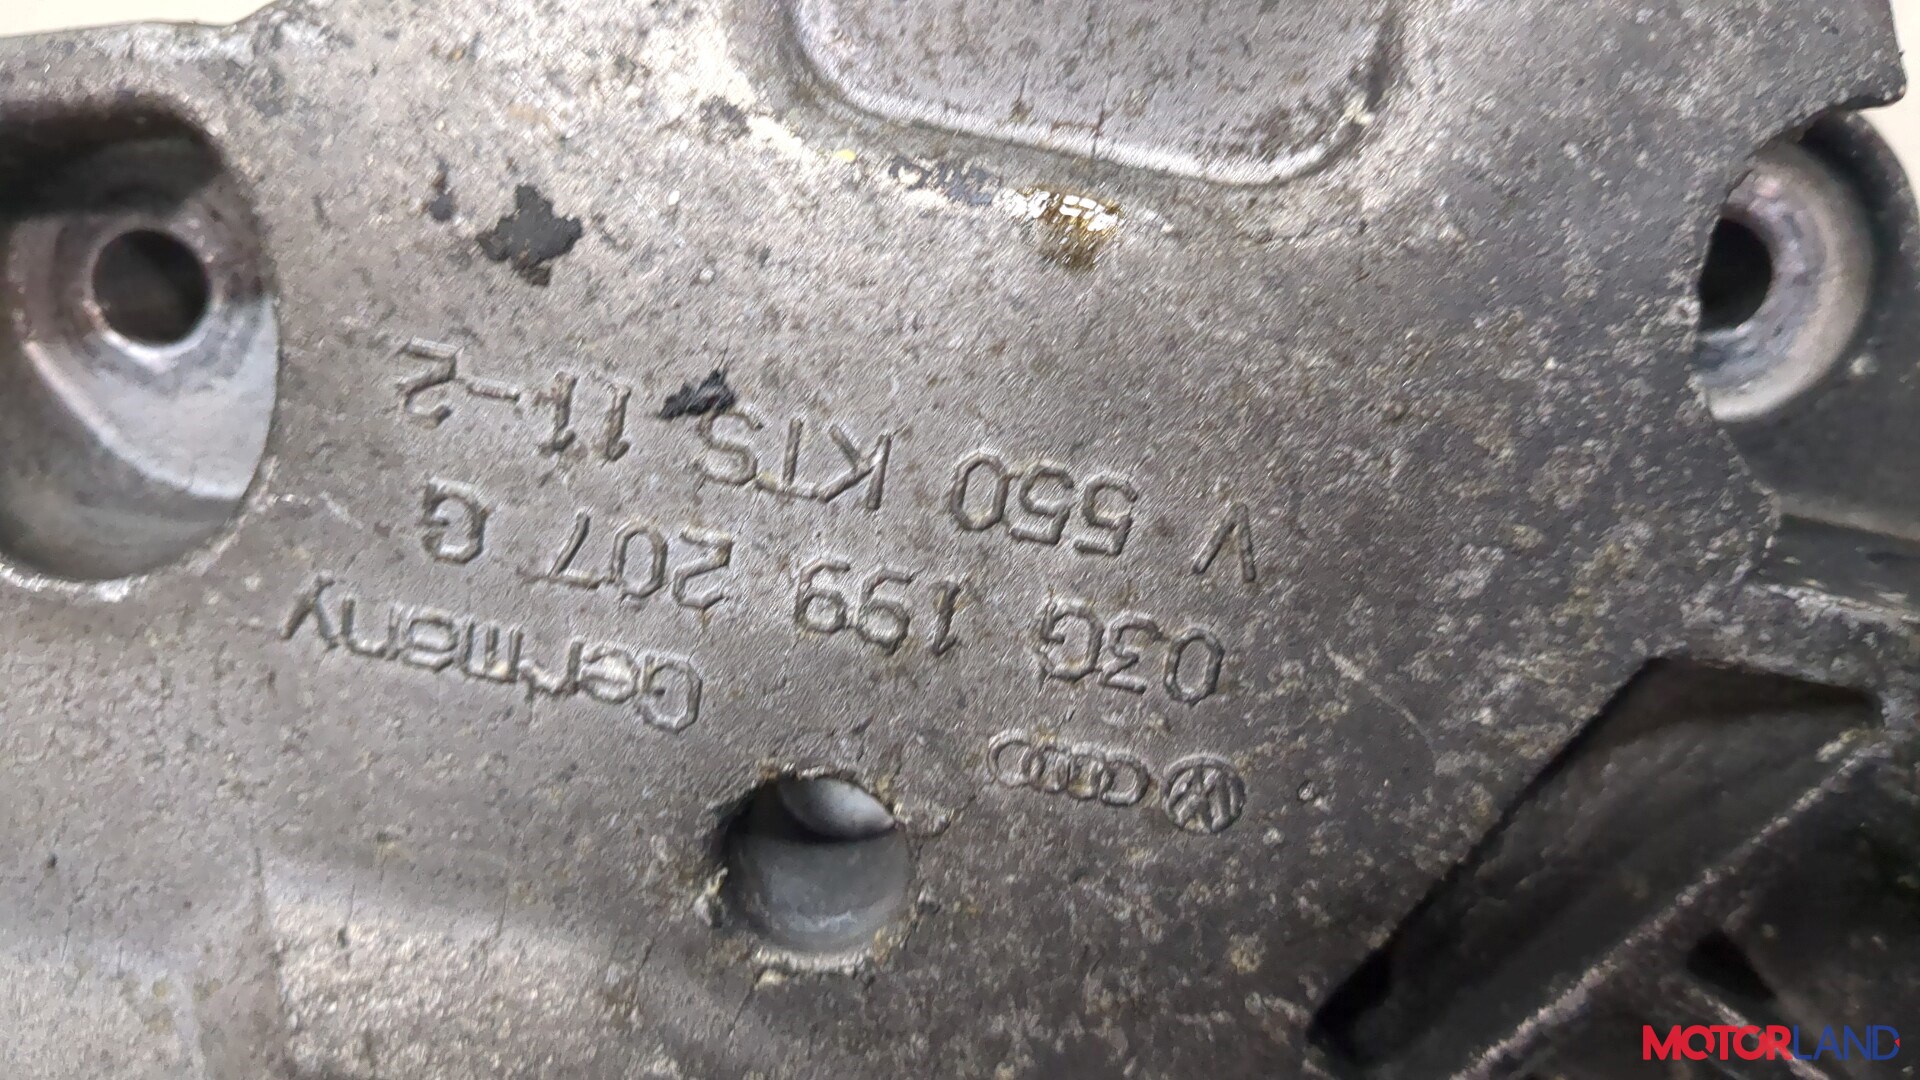 Germany
03G 199 207 G
V 550 KTS 11-2
MOTORLAND